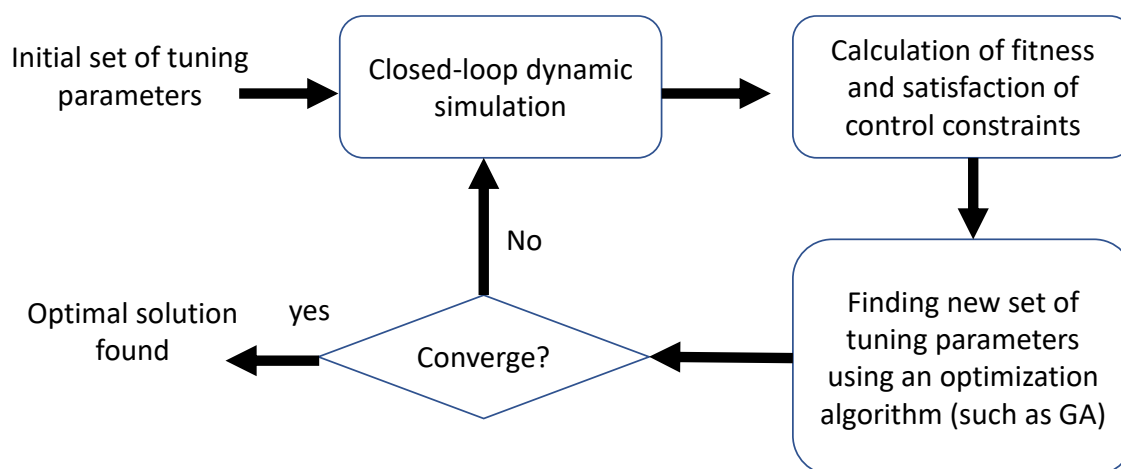 Initial set of tuning
parameters
Closed-loop dynamic
simulation
Calculation of fitness
and satisfaction of
control constraints
Finding new set of
tuning parameters
using an optimization
algorithm (such as GA)
Converge?
No
yes
Optimal solution
found